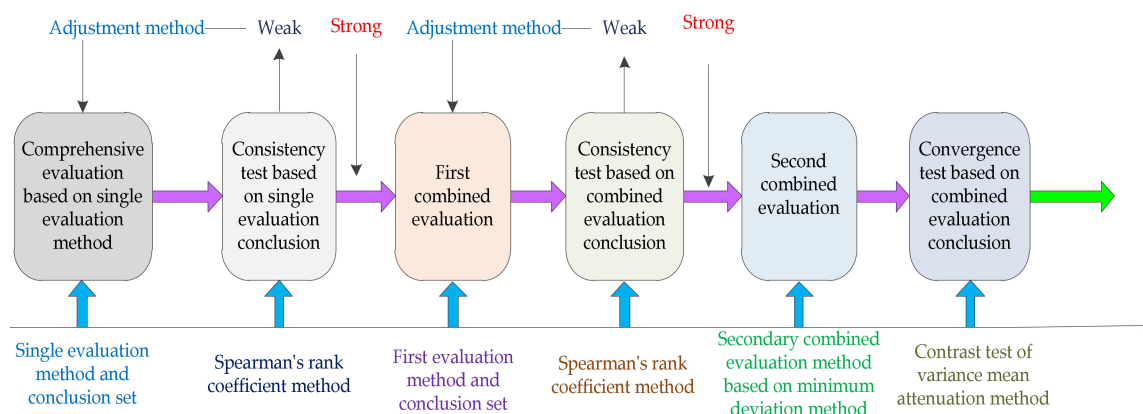 Adjustment method
Weak
Strong
Adjustment method
Weak
Strong
Comprehensive
evaluation
based on single
evaluation
method
Consistency
test based
on single
evaluation
conclusion
First
combined
evaluation
Consistency
test based on
combined
evaluation
conclusion
Second
combined
evaluation
Convergence
test based on
combined
evaluation
conclusion
Single evaluation
method and
conclusion set
Spearman's rank
coefficient method
First evaluation
method and
conclusion set
Spearman's rank
coefficient method
Secondary combined
evaluation method
based on minimum
deviation method
Contrast test of
variance mean
attenuation method